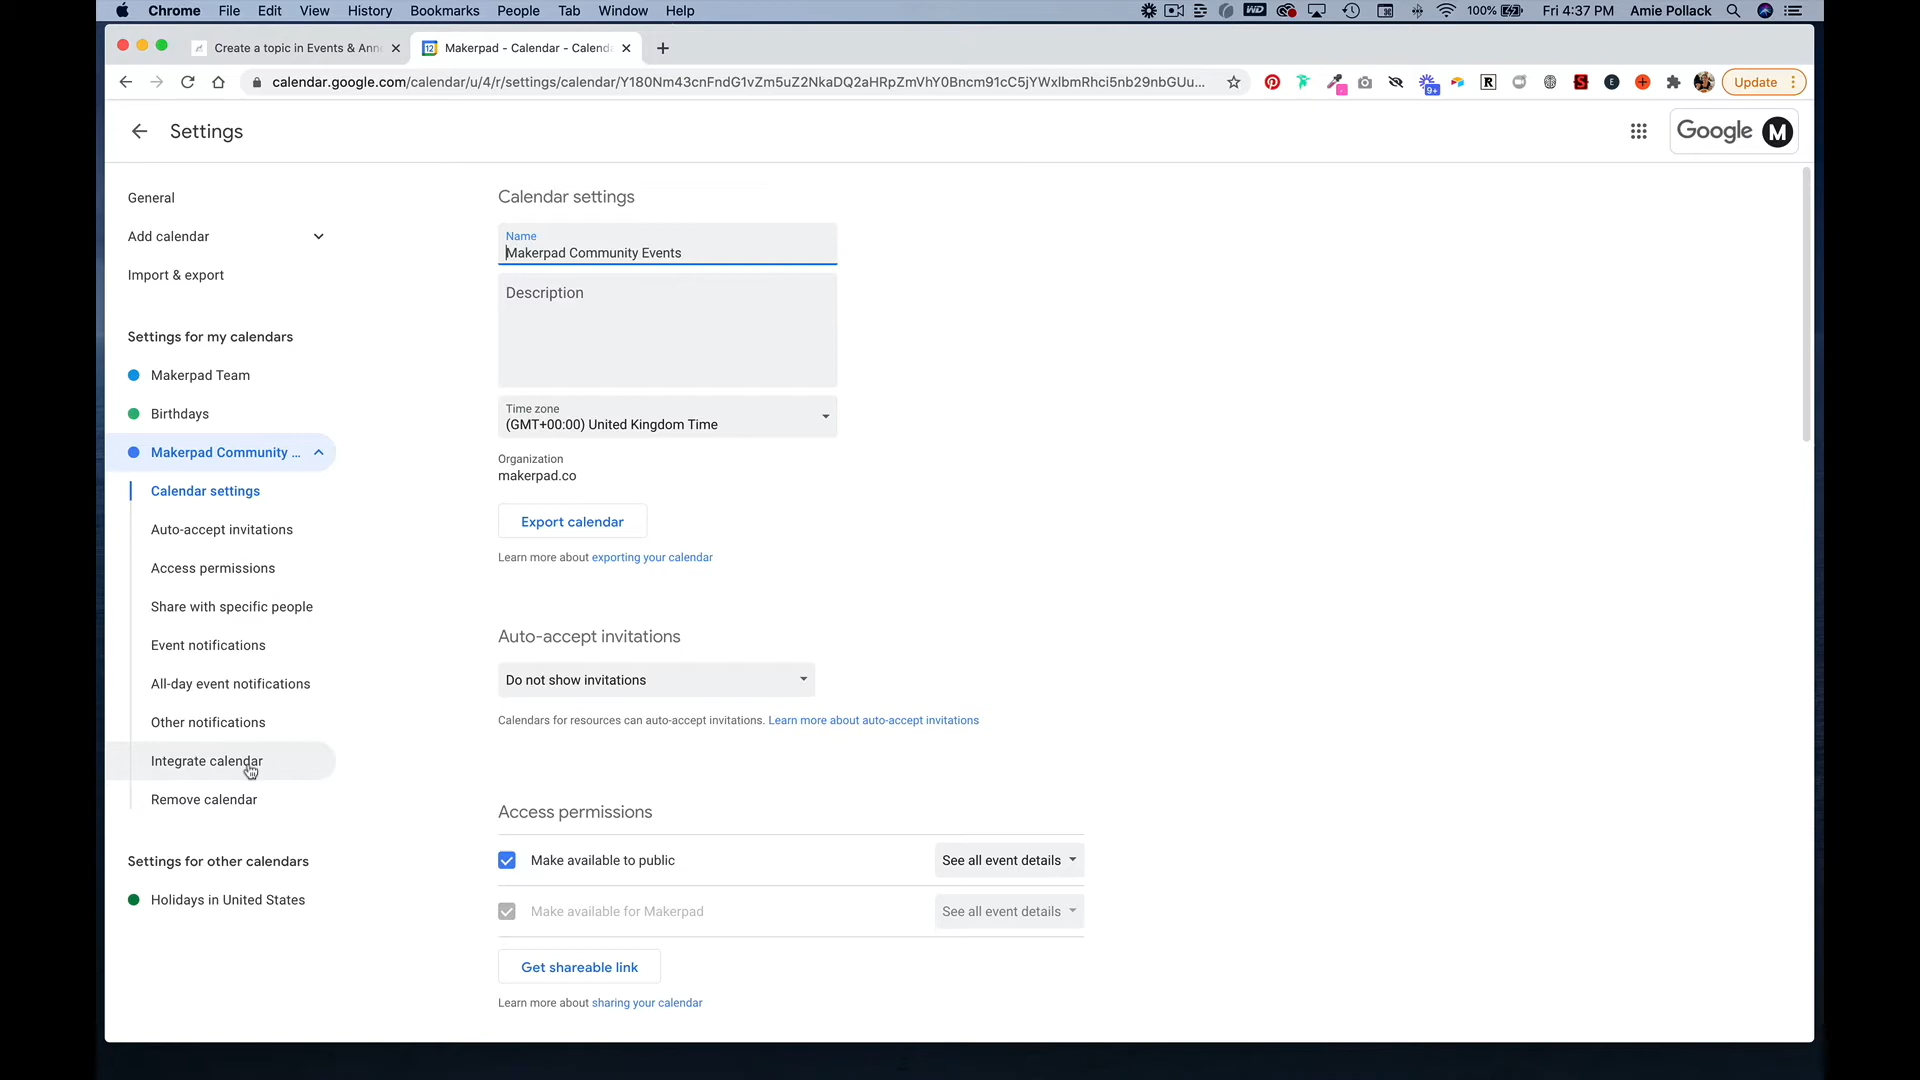 Chrome File Edit View History Bookmarks People Tab Window Help
100% Fri 4:37 PM Amie Pollack
Create a topic in Events & Ann
Makerpad - Calendar - Calend
calendar.google.com/calendar/u/4/r/settings/calendar/Y180Nm43cnFndG1vZm5uZ2NkaDQ2aHRpZmVhY0Bncm91cC5jYWxlbmRhci5nb29nbGUu...
9+
Update
Settings
Google M
General
Add calendar
Import & export
Settings for my calendars
Makerpad Team
Birthdays
Makerpad Community ...
Calendar settings
Auto-accept invitations
Access permissions
Share with specific people
Event notifications
All-day event notifications
Other notifications
Integrate calendar
Remove calendar
Settings for other calendars
Holidays in United States
Calendar settings
Name
Makerpad Community Events
Description
Time zone
(GMT+00:00) United Kingdom Time
Organization
makerpad.co
Export calendar
Learn more about exporting your calendar
Auto-accept invitations
Do not show invitations
Calendars for resources can auto-accept invitations. Learn more about auto-accept invitations
Access permissions
Make available to public See all event details
Make available for Makerpad See all event details
Get shareable link
Learn more about sharing your calendar